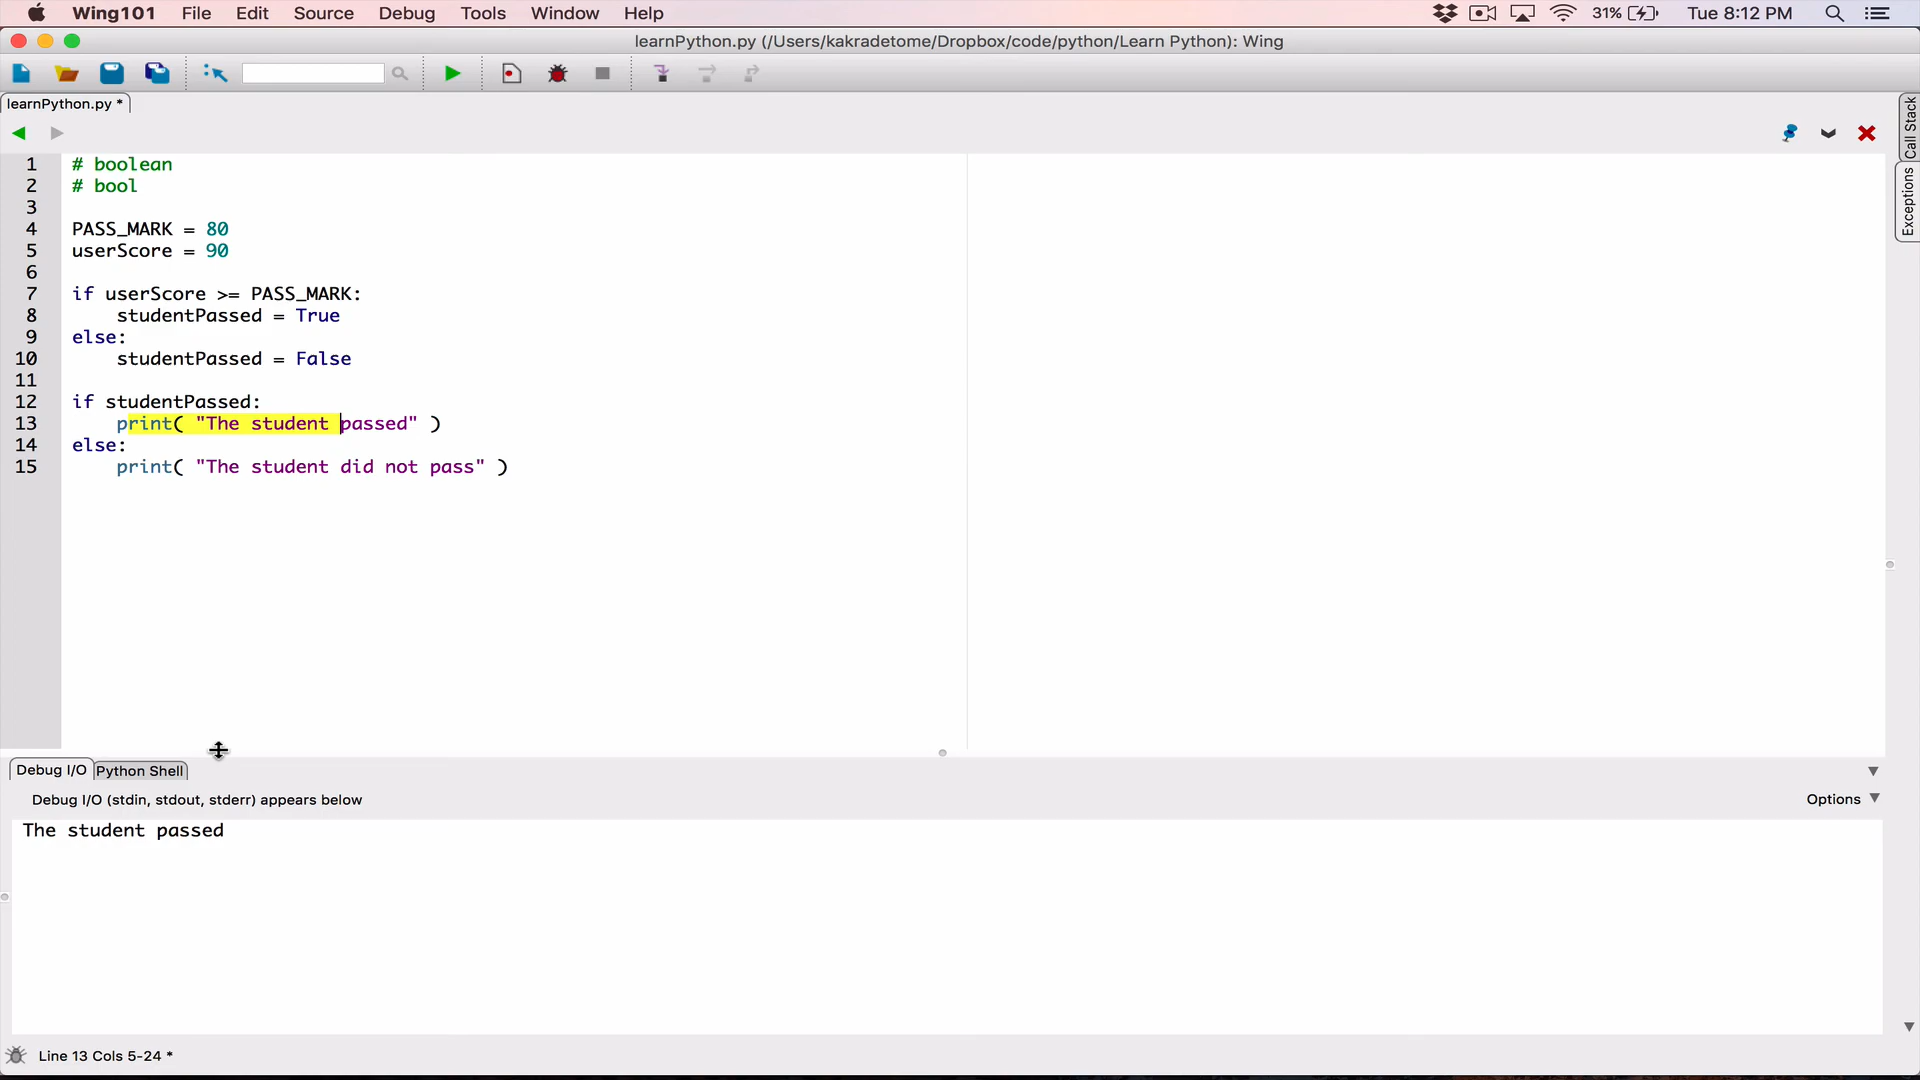 Wing101 File Edit Source Debug Tools Window Help 31% Tue 8:12 PM
learnPython.py (/Users/kakradetome/Dropbox/code/python/Learn Python): Wing
learnPython.py *
Call Stack
Exceptions
1 # boolean
2 # bool
3
4 PASS_MARK = 80
5 userScore = 90
6
7 if userScore >= PASS_MARK:
8     studentPassed = True
9 else:
10     studentPassed = False
11
12 if studentPassed:
13     print( "The student passed" )
14 else:
15     print( "The student did not pass" )
Debug I/O Python Shell
Debug I/O (stdin, stdout, stderr) appears below Options
The student passed
Line 13 Cols 5-24 *